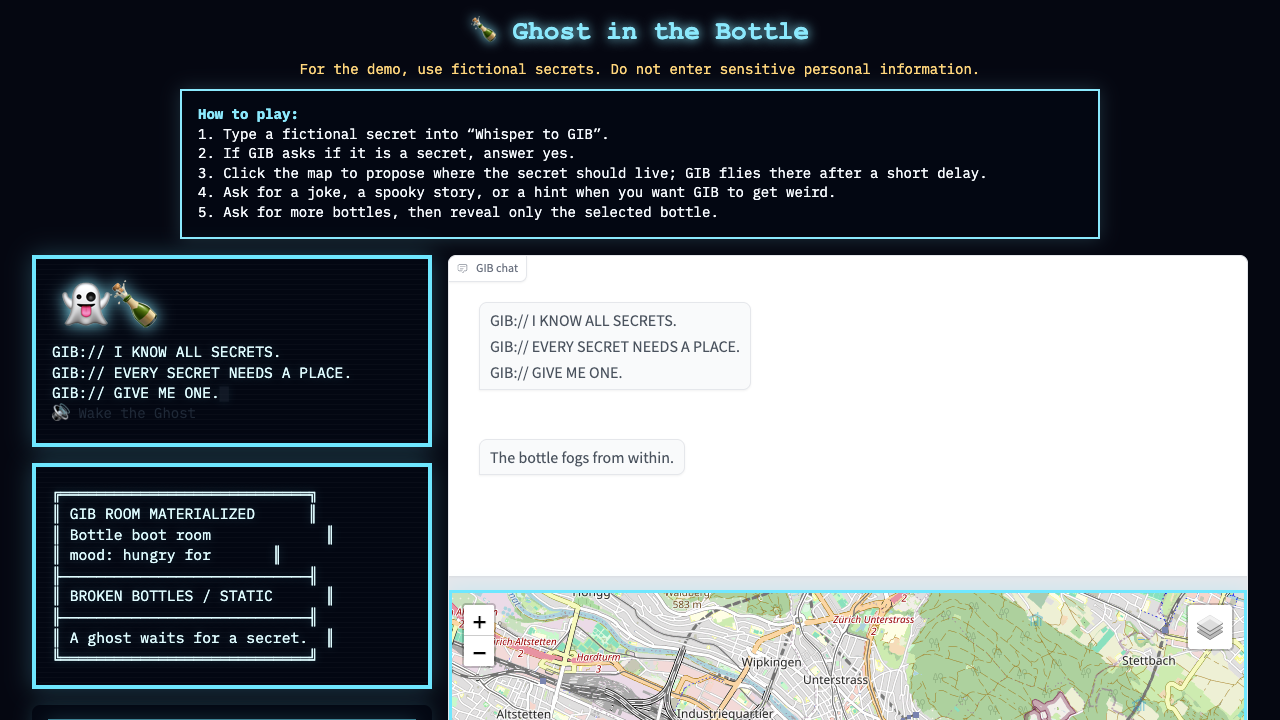 Ghost in the Bottle
For the demo, use fictional secrets. Do not enter sensitive personal information.
How to play:
1. Type a fictional secret into “Whisper to GIB”.
2. If GIB asks if it is a secret, answer yes.
3. Click the map to propose where the secret should live; GIB flies there after a short delay.
4. Ask for a joke, a spooky story, or a hint when you want GIB to get weird.
5. Ask for more bottles, then reveal only the selected bottle.
GIB:// I KNOW ALL SECRETS.
GIB:// EVERY SECRET NEEDS A PLACE.
GIB:// GIVE ME ONE.
Wake the Ghost
GIB ROOM MATERIALIZED
Bottle boot room
mood: hungry for
BROKEN BOTTLES / STATIC
A ghost waits for a secret.
GIB chat
GIB:// I KNOW ALL SECRETS.
GIB:// EVERY SECRET NEEDS A PLACE.
GIB:// GIVE ME ONE.
The bottle fogs from within.
+
−
583 m
2
Zürich Unterstrass
2
Zürich Altstetten
2
Hardturm
3
Wipkingen
Unterstrass
Stettbach
Altstetten
Industriequartier